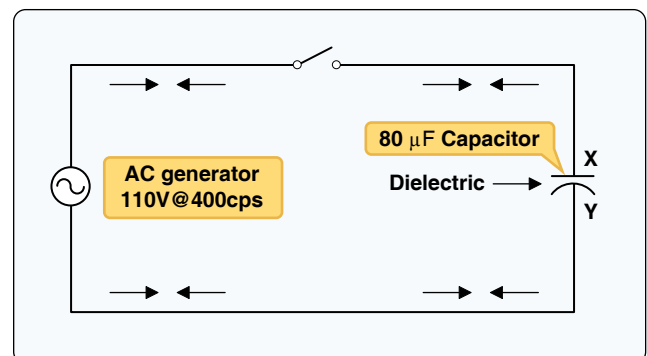 80 μF Capacitor
X
AC generator
110V@400cps
Dielectric
Y